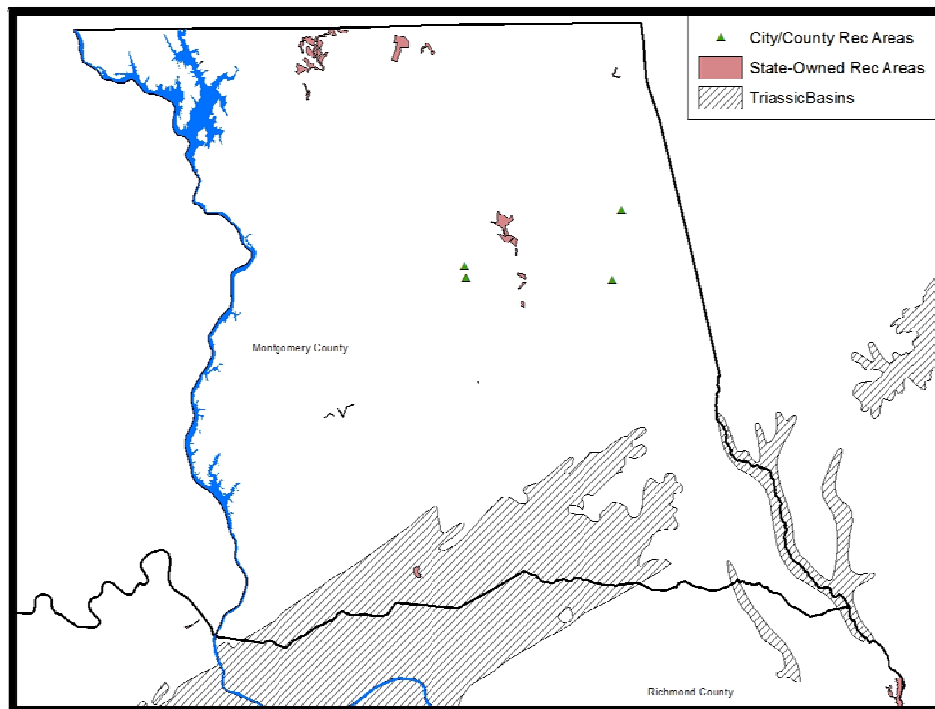 City/County Rec Areas
State-Owned Rec Areas
TriassicBasins
Montgomery County
Richmond County